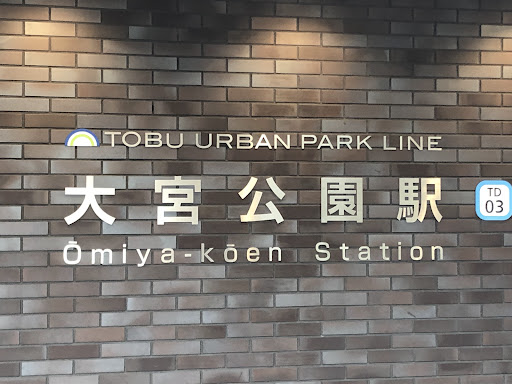 TOBU URBAN PARK LINE
大宮公園駅
TD
03
Ōmiya-kōen Station